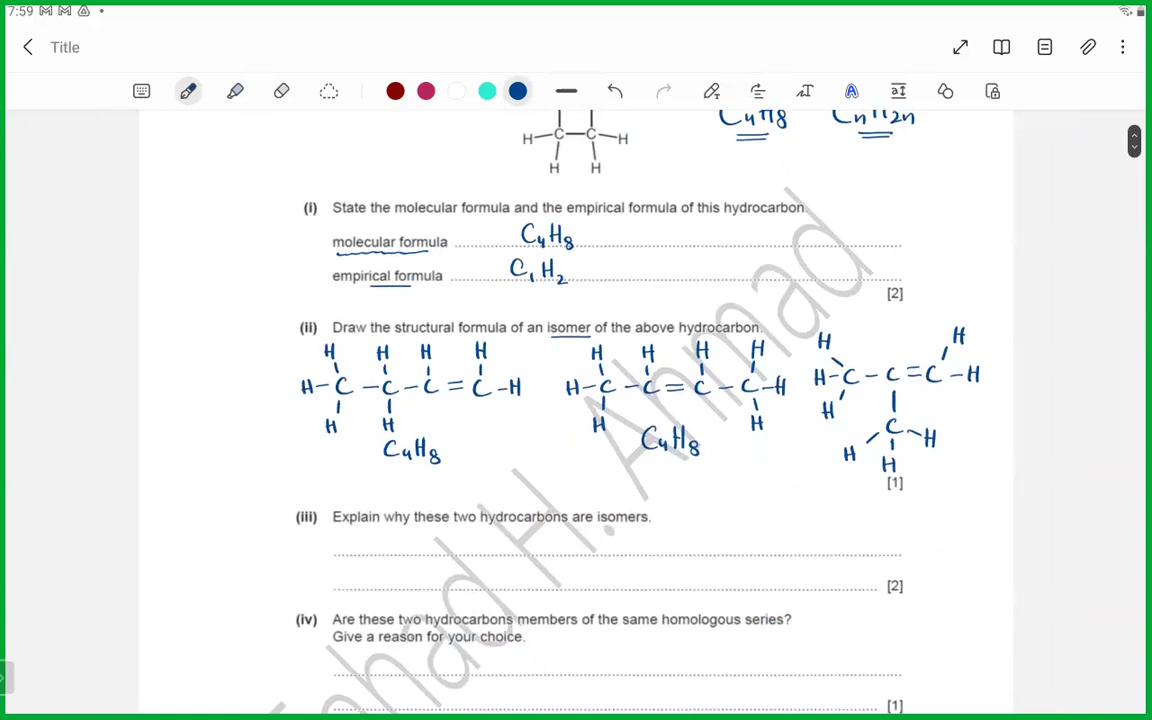 7:59
Title
C4H8 CnH2n
H C C H
H H
(i) State the molecular formula and the empirical formula of this hydrocarbon.
molecular formula C4H8
empirical formula C1H2
[2]
(ii) Draw the structural formula of an isomer of the above hydrocarbon.
H H H H H H H H H H
H-C-C-C=C-H H-C-C=C-C-H H-C-C=C-H
H H H H H C H
C4H8 C4H8 H H
[1]
(iii) Explain why these two hydrocarbons are isomers.
[2]
(iv) Are these two hydrocarbons members of the same homologous series?
Give a reason for your choice.
[1]
H. Ahmad